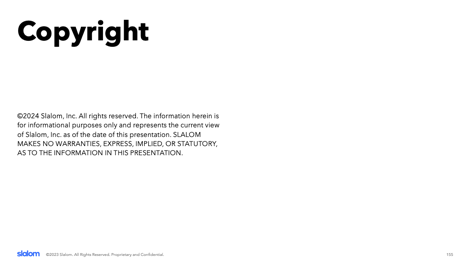 Copyright
©2024 Slalom, Inc. All rights reserved. The information herein is
for informational purposes only and represents the current view
of Slalom, Inc. as of the date of this presentation. SLALOM
MAKES NO WARRANTIES, EXPRESS, IMPLIED, OR STATUTORY,
AS TO THE INFORMATION IN THIS PRESENTATION.
slalom ©2023 Slalom. All Rights Reserved. Proprietary and Confidential.